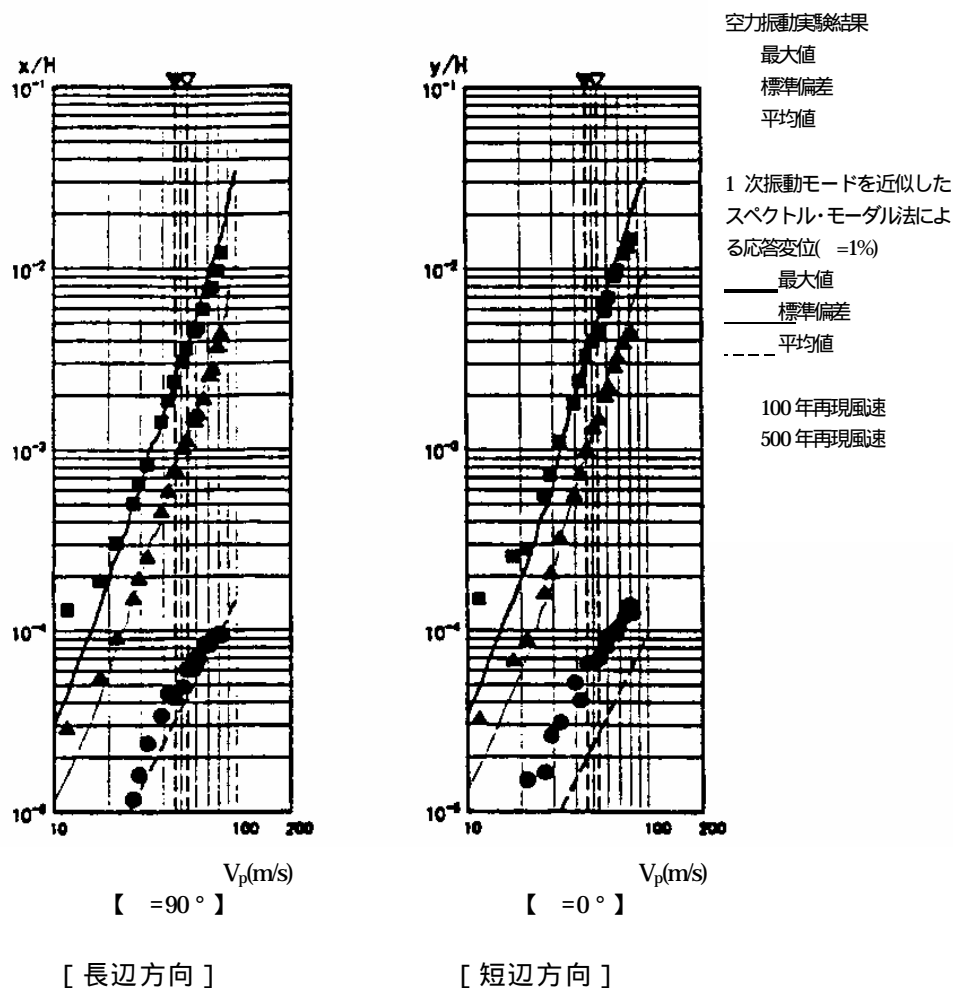 空力振動実験結果
最大値
標準偏差
平均値
1 次振動モードを近似した
スペクトル・モーダル法によ
る応答変位( =1%)
最大値
標準偏差
平均値
100 年再現風速
500 年再現風速
x/H
10⁻¹
10⁻²
10⁻³
10⁻⁴
10⁻⁵
10
100
200
Vₚ(m/s)
【 =90 ° 】
[ 長辺方向 ]
y/H
10⁻¹
10⁻²
10⁻³
10⁻⁴
10⁻⁵
10
100
200
Vₚ(m/s)
【 =0 ° 】
[ 短辺方向 ]